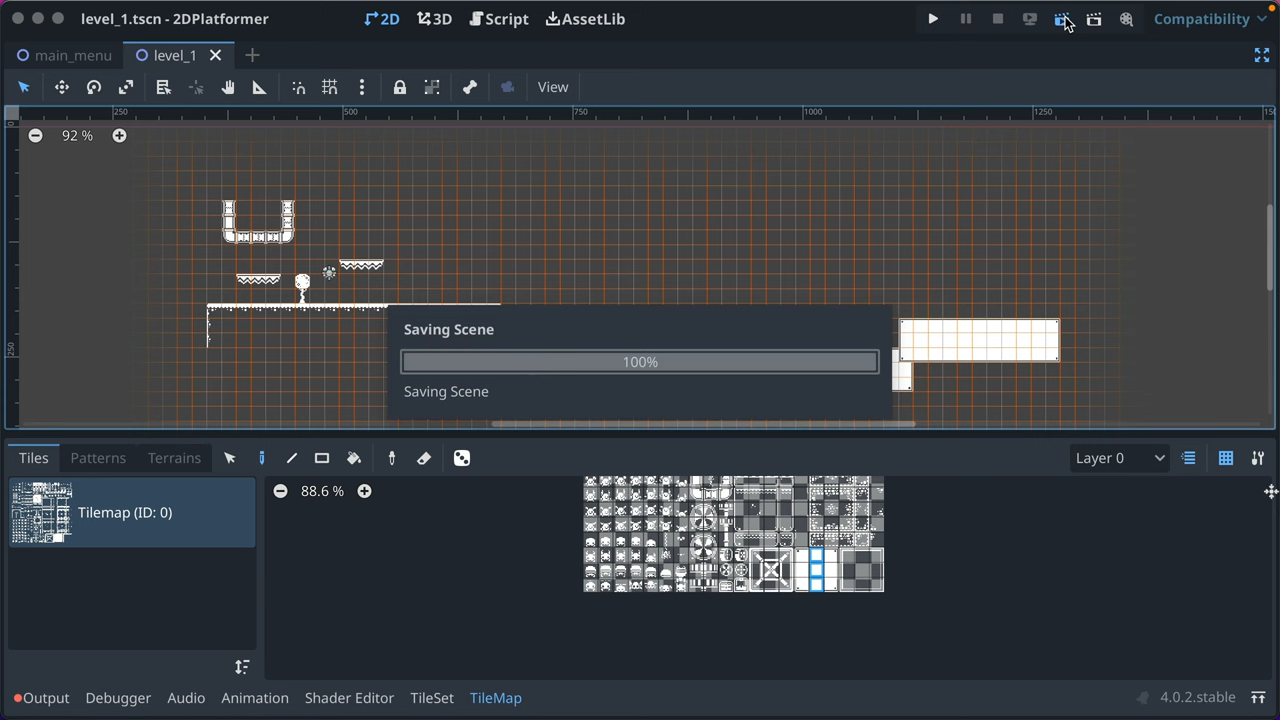 level_1.tscn - 2DPlatformer
2D
3D
Script
AssetLib
Compatibility
main_menu
level_1
View
250
500
750
1000
1250
92 %
0
250
Saving Scene
100%
Saving Scene
Tiles
Patterns
Terrains
Layer 0
Tilemap (ID: 0)
88.6 %
Output
Debugger
Audio
Animation
Shader Editor
TileSet
TileMap
4.0.2.stable